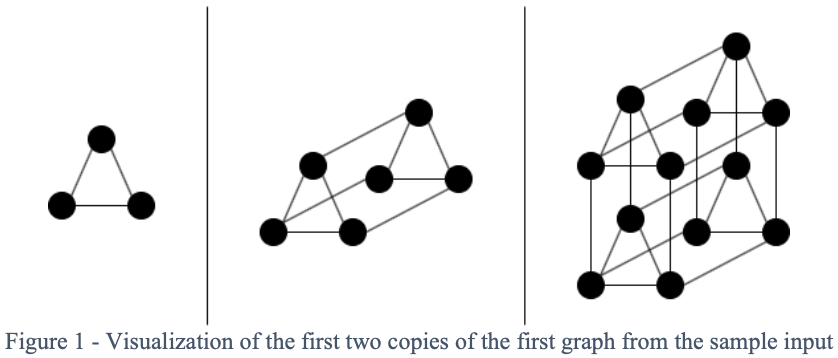 Figure 1 - Visualization of the first two copies of the first graph from the sample input